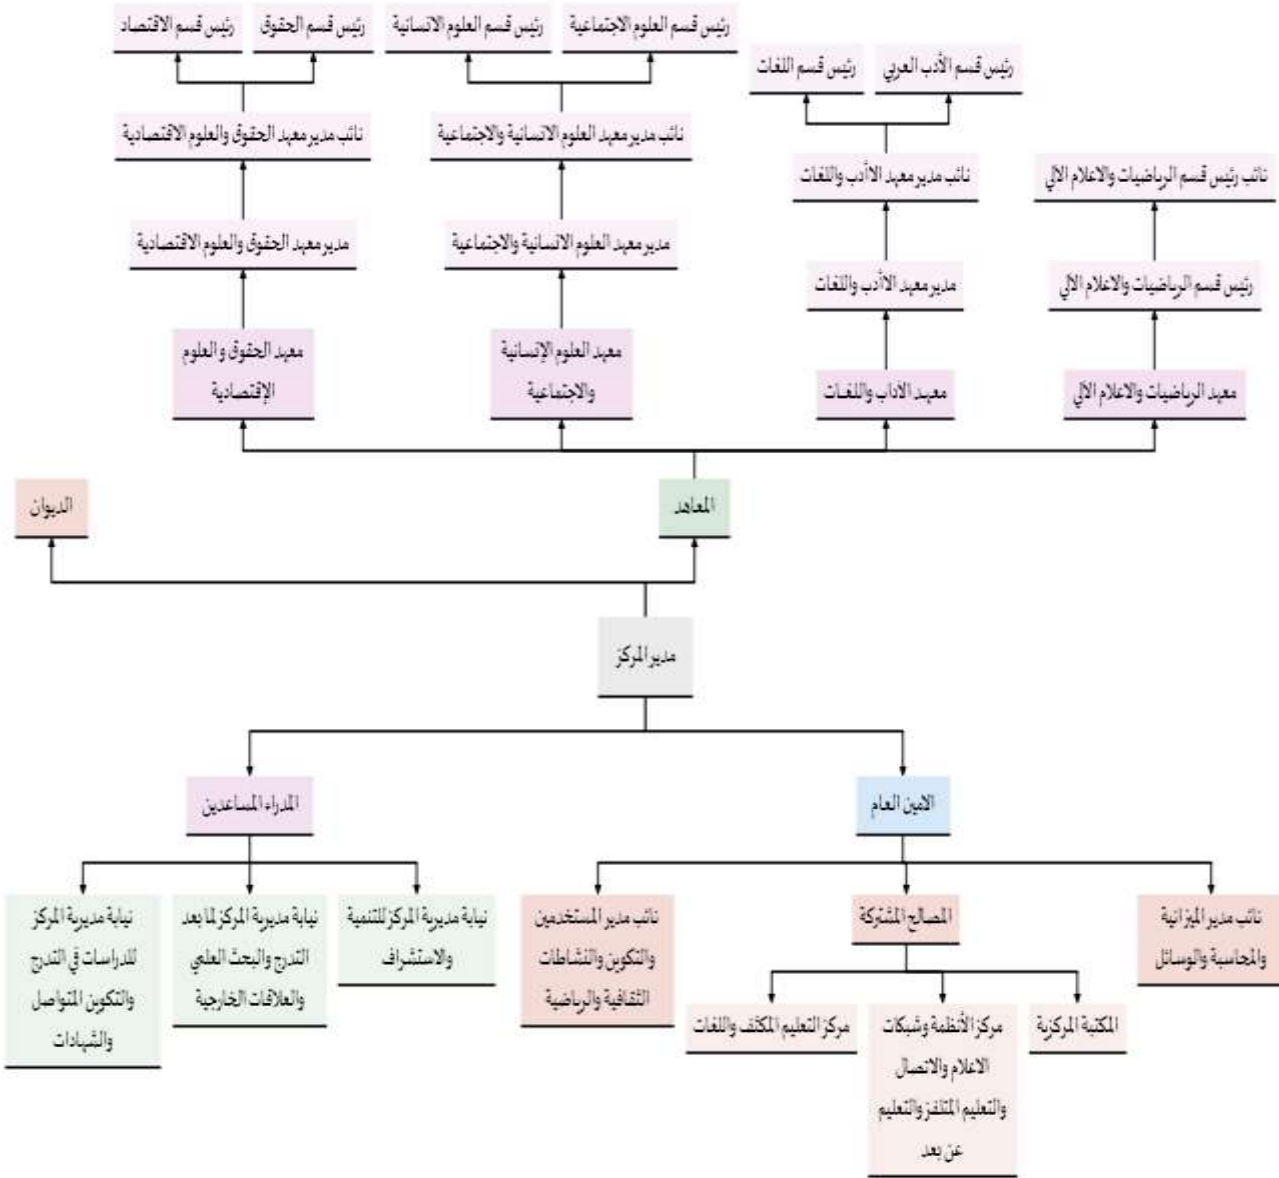 رئيس قسم العلوم الاجتماعية
رئيس قسم العلوم الانسانية
رئيس قسم الحقوق
رئيس قسم الاقتصاد
رئيس قسم الأدب العربي
رئيس قسم اللغات
نائب مدير معهد العلوم الانسانية والاجتماعية
نائب مدير معهد الحقوق والعلوم الاقتصادية
نائب رئيس قسم الرياضيات والاعلام الالي
نائب مدير معهد الاأدب واللغات
مدير معهد العلوم الانسانية والاجتماعية
مدير معهد الحقوق والعلوم الاقتصادية
رئيس قسم الرياضيات والاعلام الالي
مدير معهد الاأدب واللغات
معهد الرياضيات والاعلام الالي
معهد الاداب واللغات
معهد العلوم الإنسانية
والاجتماعية
معهد الحقوق و العلوم
الإقتصادية
المعاهد
الديوان
مدير المركز
الامين العام
المدراء المساعدين
نائب مدير الميزانية
والمحاسبة والوسائل
المصالح المشتركة
نائب مدير المستخدمين
والتكوين والنشاطات
الثقافية والرياضية
نيابة مديرية المركز للتنمية
والاستشراف
نيابة مديرية المركز لما بعد
التدرج والبحث العلمي
والعلاقات الخارجية
نيابة مديرية المركز
للدراسات في التدرج
والتكوين المتواصل
والشهادات
المكتبة المركزية
مركز الأنظمة وشبكات
الاعلام والاتصال
والتعليم المتلفز والتعليم
عن بعد
مركز التعليم المكثف واللغات